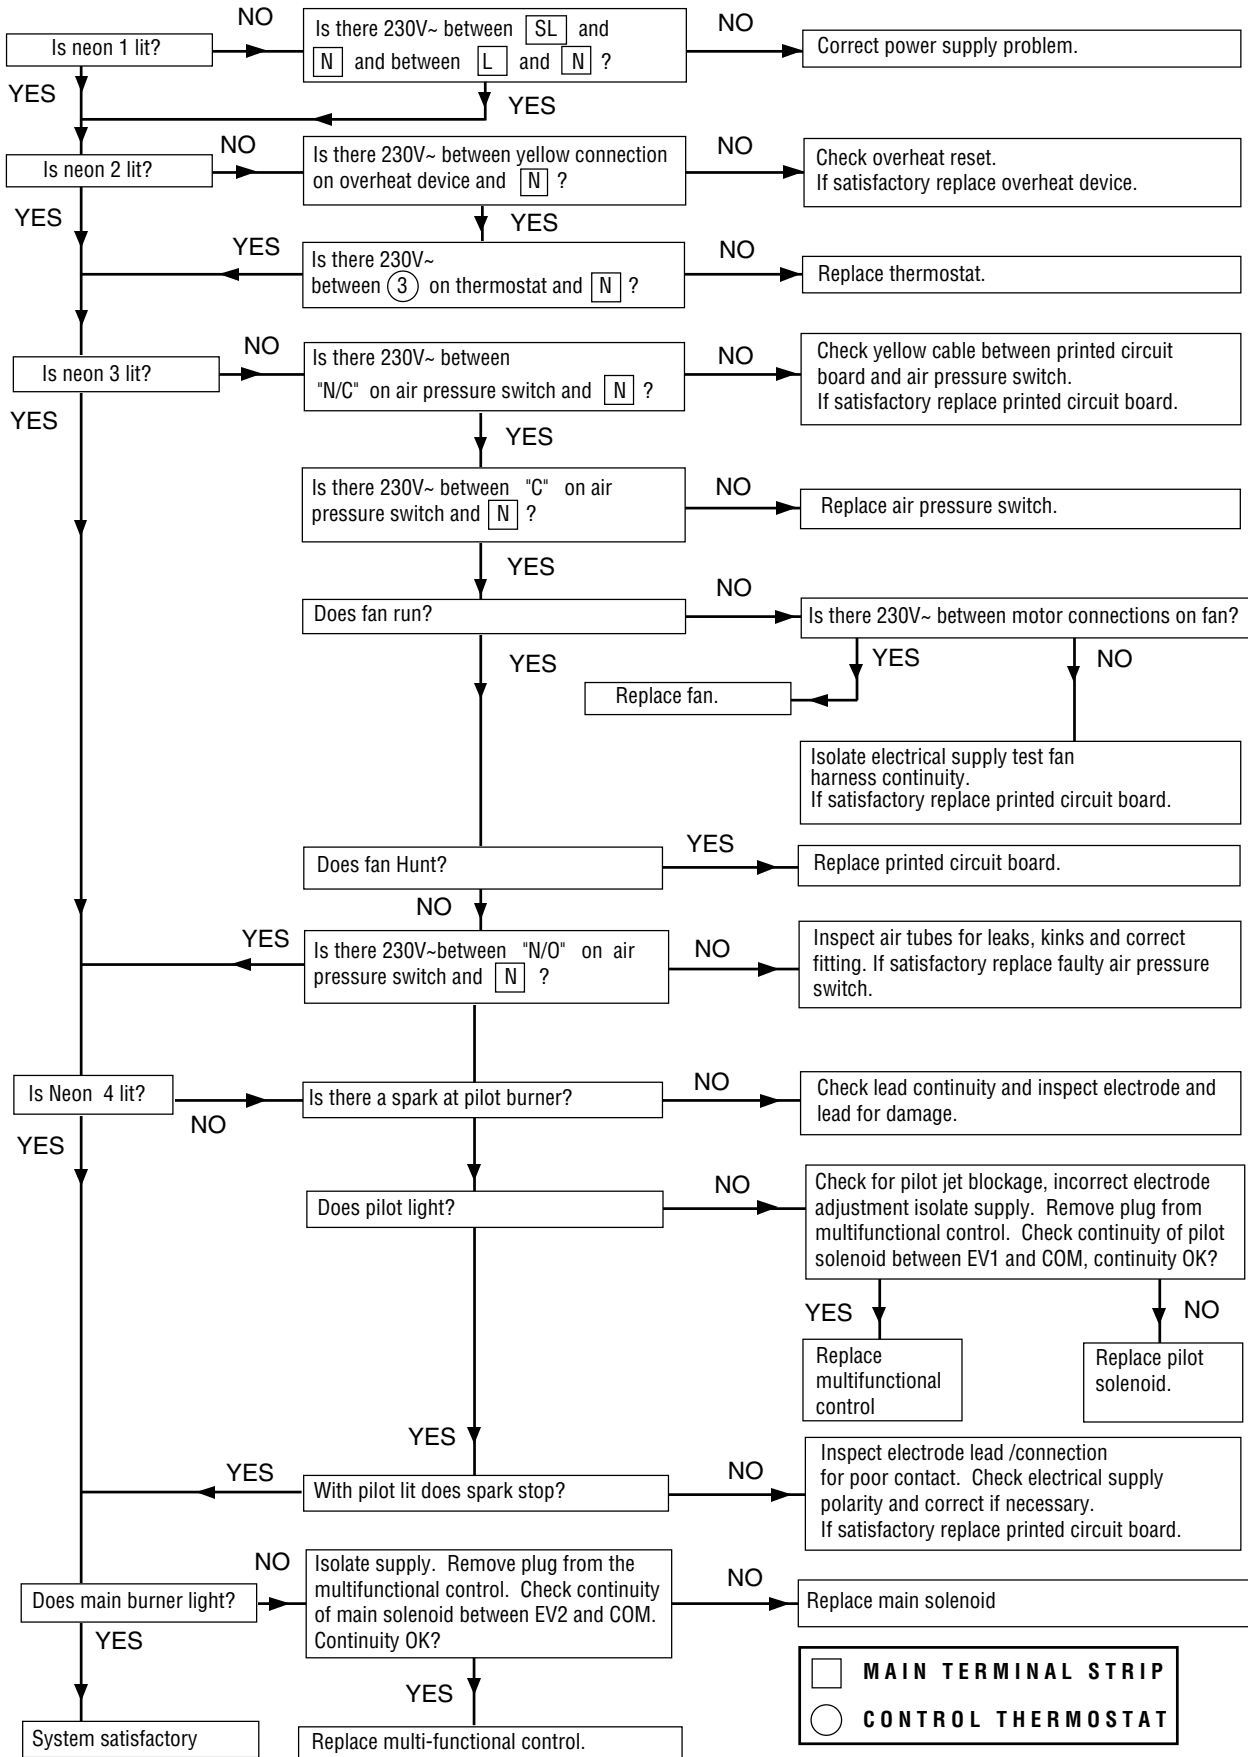 NO
Is neon 1 lit?
Is there 230V~ between SL and
N and between L and N ?
NO
Correct power supply problem.
YES
YES
Is neon 2 lit?
NO
Is there 230V~ between yellow connection
on overheat device and N ?
NO
Check overheat reset.
If satisfactory replace overheat device.
YES
YES
YES
Is there 230V~
between 3 on thermostat and N ?
NO
Replace thermostat.
Is neon 3 lit?
NO
Is there 230V~ between
"N/C" on air pressure switch and N ?
NO
Check yellow cable between printed circuit
board and air pressure switch.
If satisfactory replace printed circuit board.
YES
YES
Is there 230V~ between "C" on air
pressure switch and N ?
NO
Replace air pressure switch.
YES
Does fan run?
NO
Is there 230V~ between motor connections on fan?
YES
YES
NO
Replace fan.
Isolate electrical supply test fan
harness continuity.
If satisfactory replace printed circuit board.
Does fan Hunt?
YES
Replace printed circuit board.
NO
YES
Is there 230V~between "N/O" on air
pressure switch and N ?
NO
Inspect air tubes for leaks, kinks and correct
fitting. If satisfactory replace faulty air pressure
switch.
Is Neon 4 lit?
NO
Is there a spark at pilot burner?
NO
Check lead continuity and inspect electrode and
lead for damage.
YES
Does pilot light?
NO
Check for pilot jet blockage, incorrect electrode
adjustment isolate supply. Remove plug from
multifunctional control. Check continuity of pilot
solenoid between EV1 and COM, continuity OK?
YES
NO
Replace
multifunctional
control
Replace pilot
solenoid.
YES
YES
With pilot lit does spark stop?
NO
Inspect electrode lead /connection
for poor contact. Check electrical supply
polarity and correct if necessary.
If satisfactory replace printed circuit board.
Does main burner light?
NO
Isolate supply. Remove plug from the
multifunctional control. Check continuity
of main solenoid between EV2 and COM.
Continuity OK?
NO
Replace main solenoid
YES
YES
MAIN TERMINAL STRIP
CONTROL THERMOSTAT
System satisfactory
Replace multi-functional control.